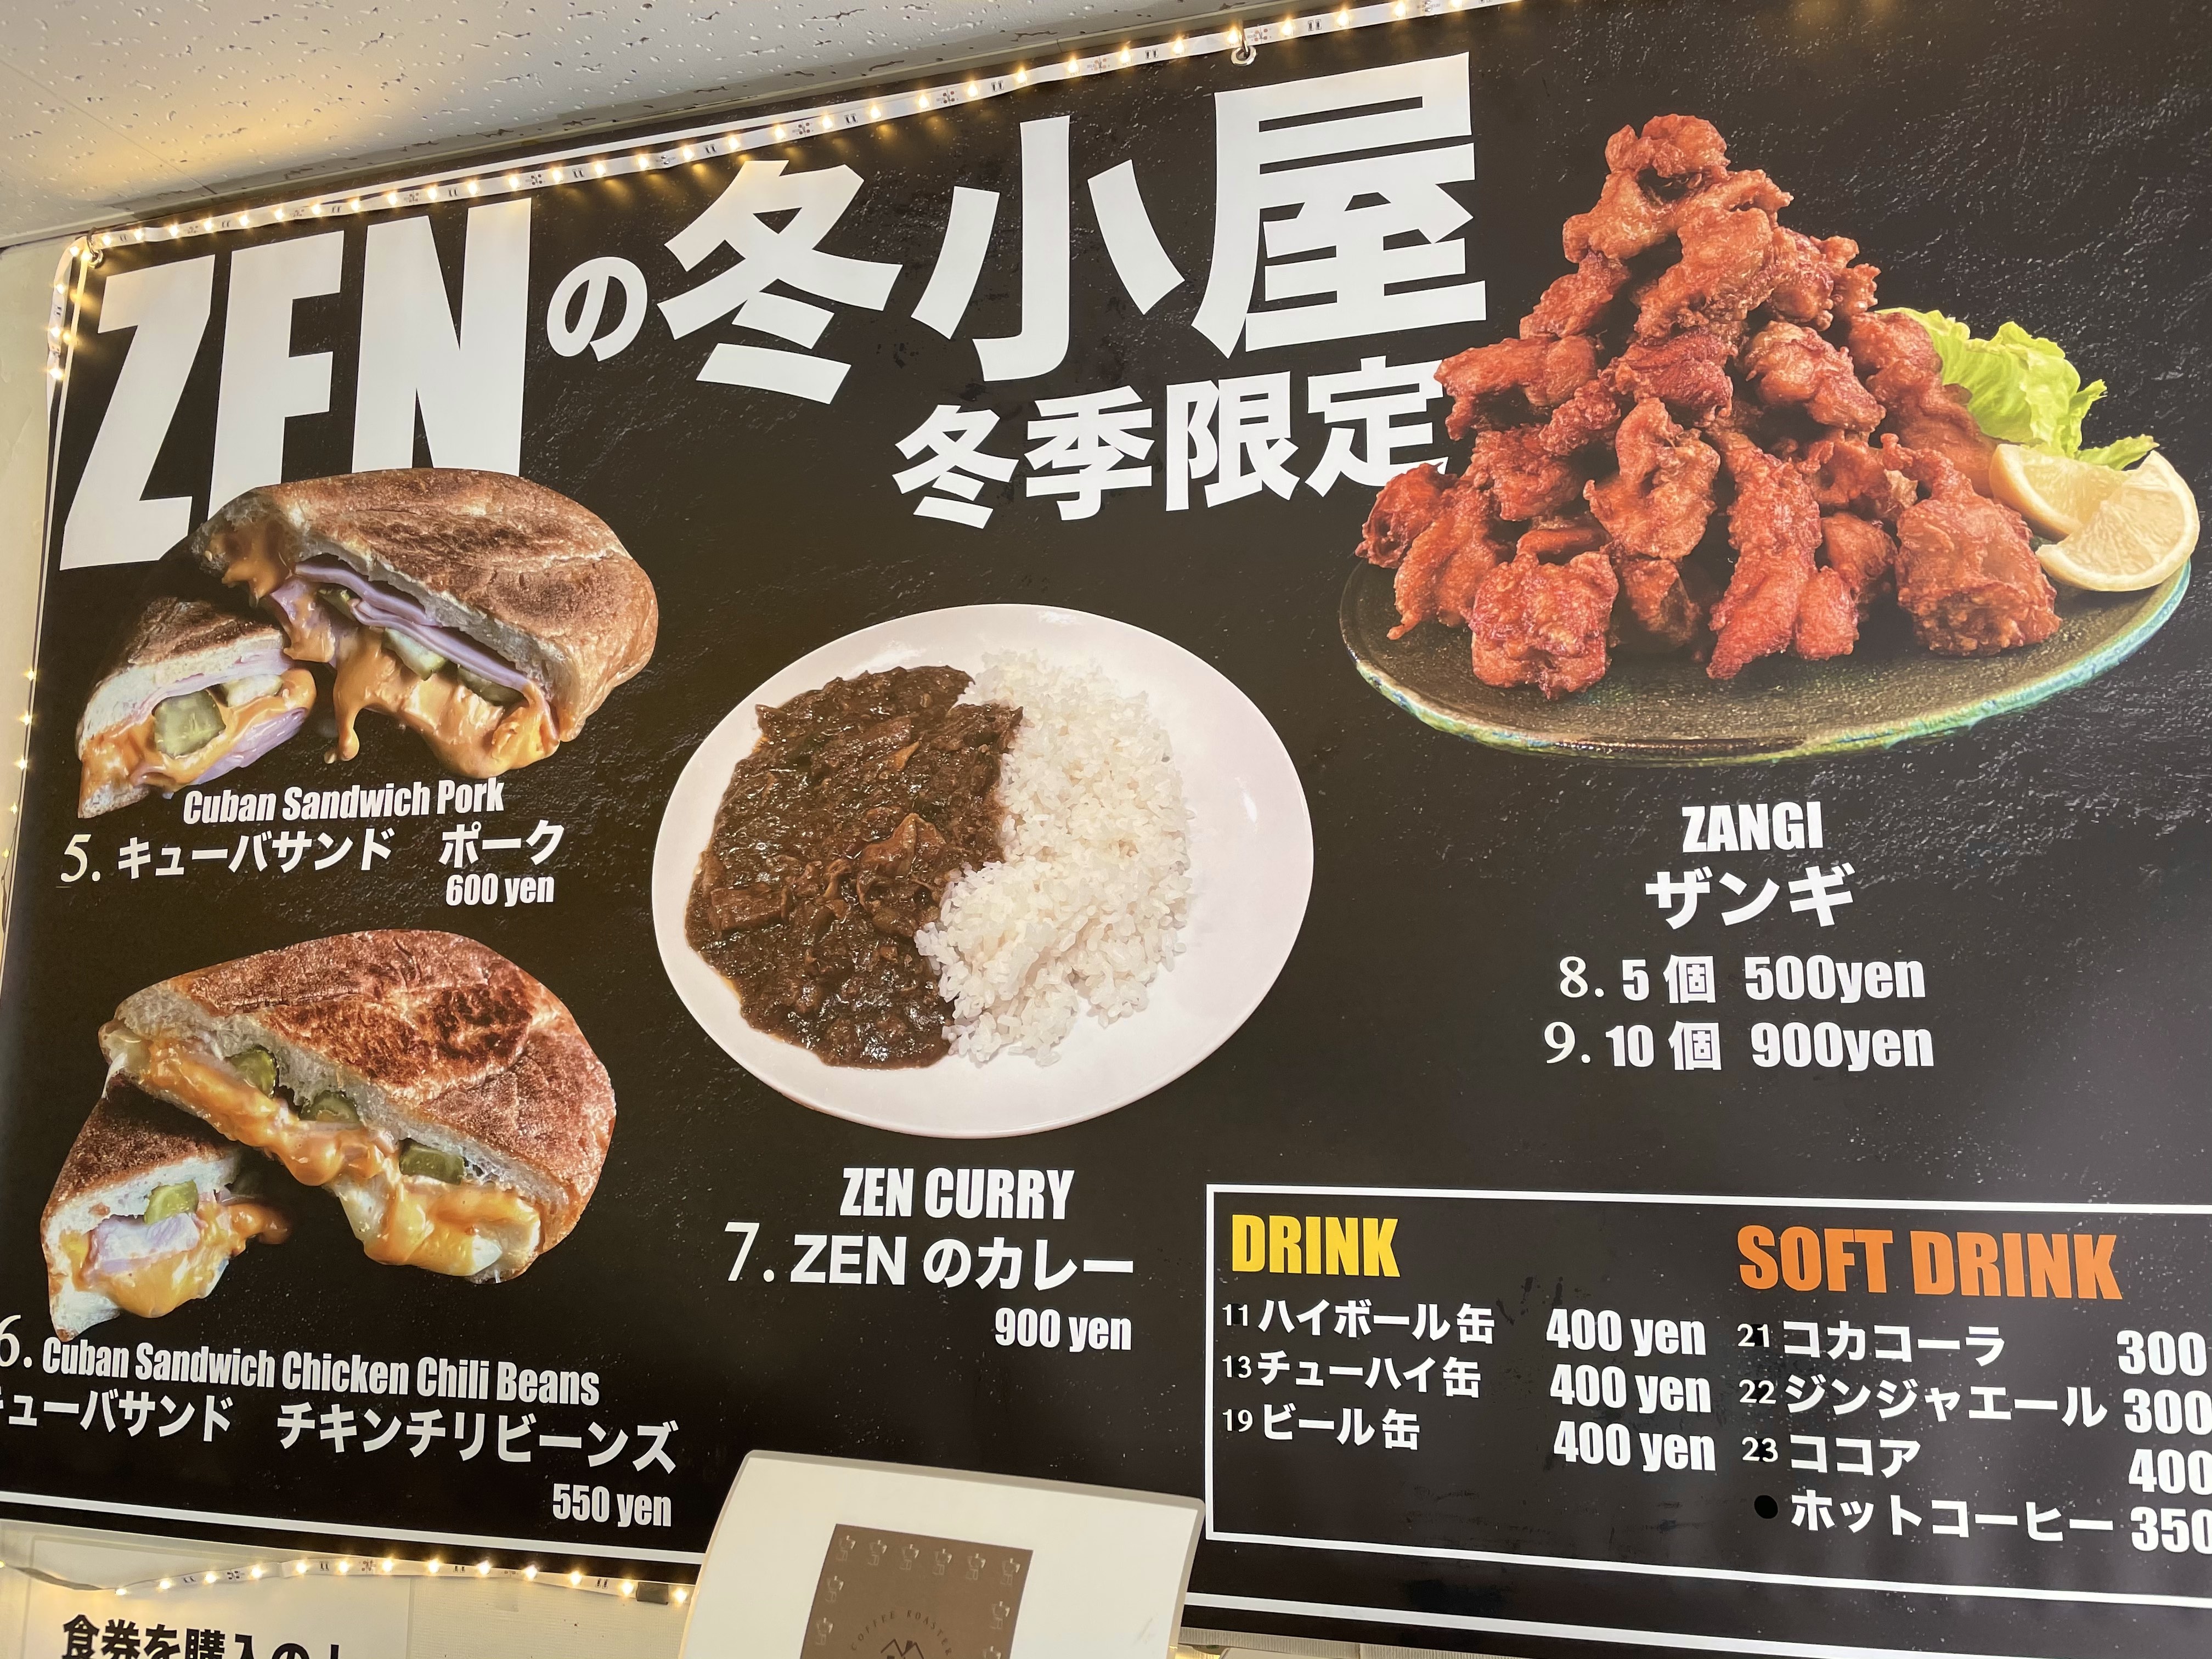 ZENの冬小屋
冬季限定
Cuban Sandwich Pork
5. キューバサンド ポーク
600 yen
6. Cuban Sandwich Chicken Chili Beans
キューバサンド チキンチリビーンズ
550 yen
ZEN CURRY
7. ZENのカレー
900 yen
ZANGI
ザンギ
8. 5個 500yen
9. 10個 900yen
DRINK
11 ハイボール缶 400 yen
13 チューハイ缶 400 yen
19 ビール缶 400 yen
SOFT DRINK
21 コカコーラ 300
22 ジンジャエール 300
23 ココア 400
ホットコーヒー 350
食券を購入の
COFFEE ROASTER